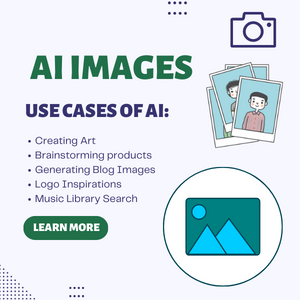 AI IMAGES
USE CASES OF AI:
• Creating Art
• Brainstorming products
• Generating Blog Images
• Logo Inspirations
• Music Library Search
LEARN MORE